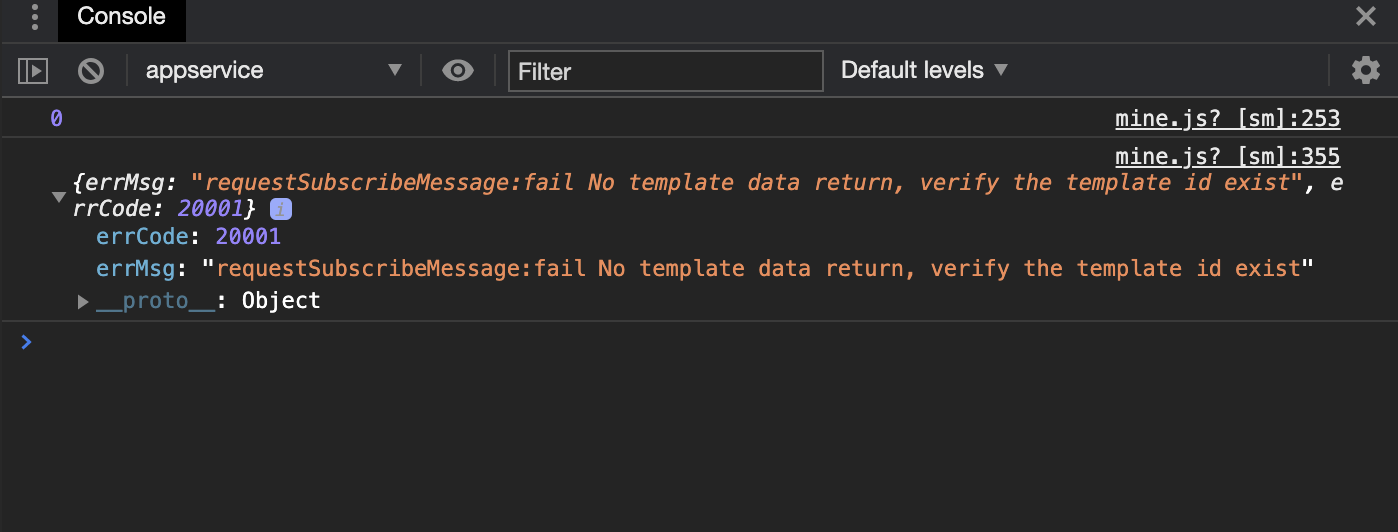 Console
appservice
Filter
Default levels
0
mine.js? [sm]:253
mine.js? [sm]:355
{errMsg: "requestSubscribeMessage:fail No template data return, verify the template id exist", e
rrCode: 20001} i
errCode: 20001
errMsg: "requestSubscribeMessage:fail No template data return, verify the template id exist"
__proto__: Object